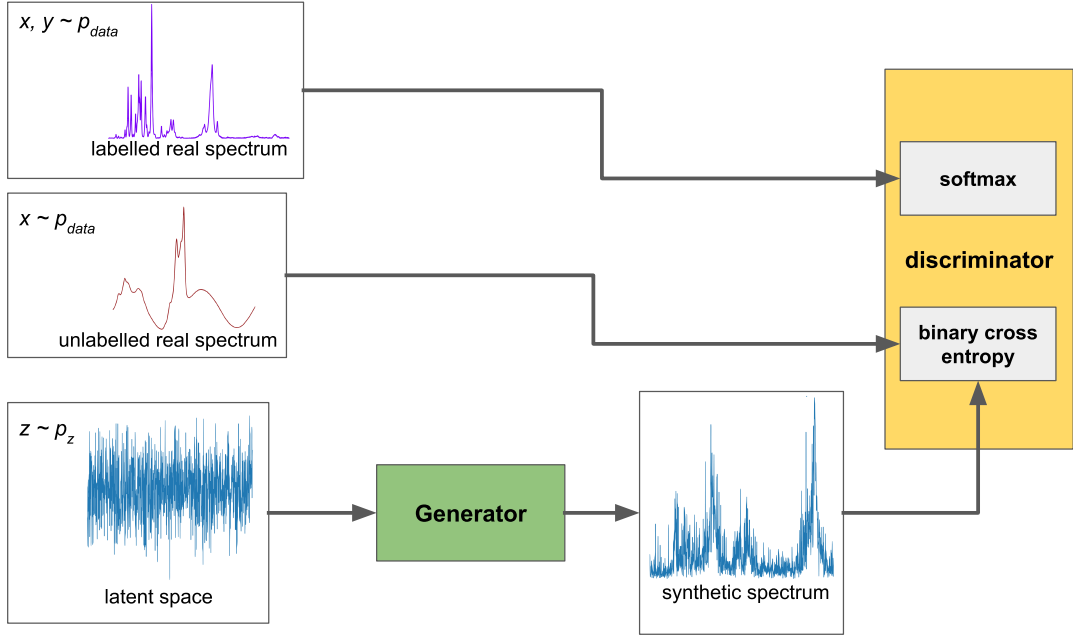 x, y ~ p_data
labelled real spectrum
softmax
x ~ p_data
discriminator
unlabelled real spectrum
binary cross
entropy
z ~ p_z
Generator
latent space
synthetic spectrum